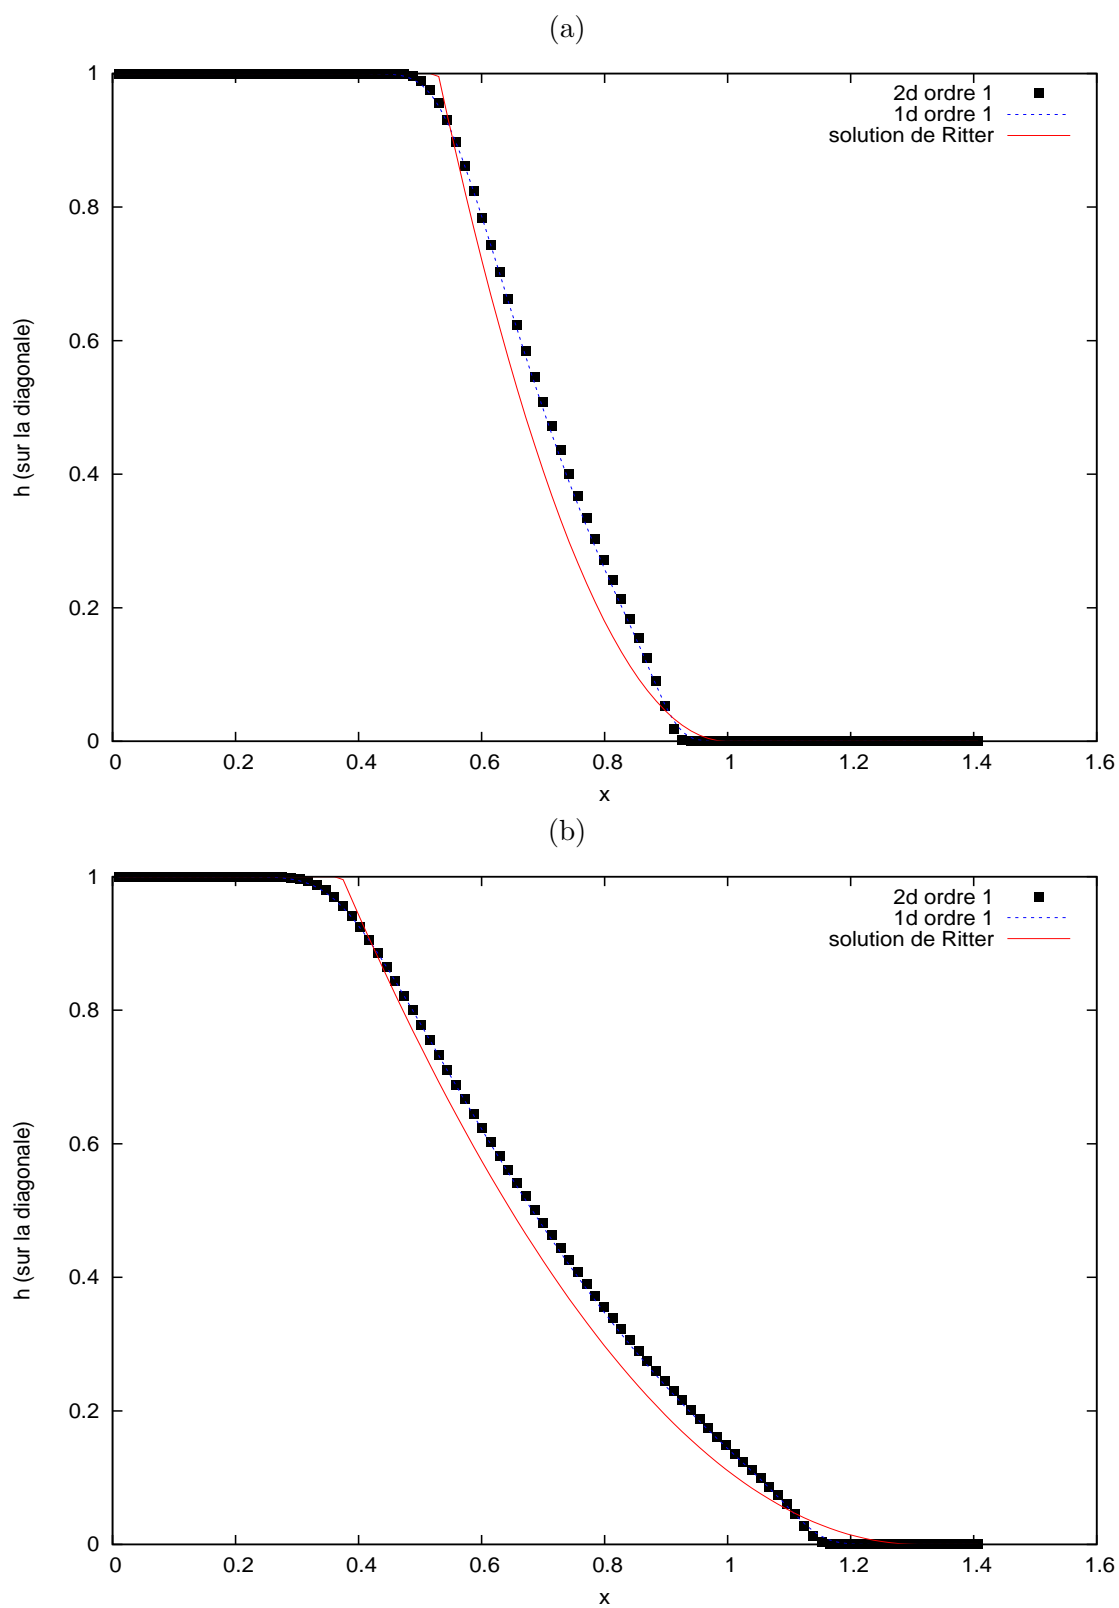 (a)
1
0.8
0.6
0.4
0.2
0
0 0.2 0.4 0.6 0.8 1 1.2 1.4 1.6
h (sur la diagonale)
x
2d ordre 1
1d ordre 1
solution de Ritter
(b)
1
0.8
0.6
0.4
0.2
0
0 0.2 0.4 0.6 0.8 1 1.2 1.4 1.6
h (sur la diagonale)
x
2d ordre 1
1d ordre 1
solution de Ritter